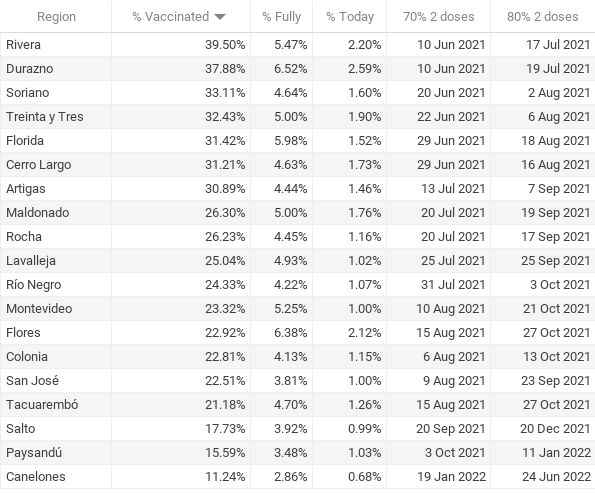 Region % Vaccinated % Fully % Today 70% 2 doses 80% 2 doses
Rivera 39.50% 5.47% 2.20% 10 Jun 2021 17 Jul 2021
Durazno 37.88% 6.52% 2.59% 10 Jun 2021 19 Jul 2021
Soriano 33.11% 4.64% 1.60% 20 Jun 2021 2 Aug 2021
Treinta y Tres 32.43% 5.00% 1.90% 22 Jun 2021 6 Aug 2021
Florida 31.42% 5.98% 1.52% 29 Jun 2021 18 Aug 2021
Cerro Largo 31.21% 4.63% 1.73% 29 Jun 2021 16 Aug 2021
Artigas 30.89% 4.44% 1.46% 13 Jul 2021 7 Sep 2021
Maldonado 26.30% 5.00% 1.76% 20 Jul 2021 19 Sep 2021
Rocha 26.23% 4.45% 1.16% 20 Jul 2021 17 Sep 2021
Lavalleja 25.04% 4.93% 1.02% 25 Jul 2021 25 Sep 2021
Río Negro 24.33% 4.22% 1.07% 31 Jul 2021 3 Oct 2021
Montevideo 23.32% 5.25% 1.00% 10 Aug 2021 21 Oct 2021
Flores 22.92% 6.38% 2.12% 15 Aug 2021 27 Oct 2021
Colonia 22.81% 4.13% 1.15% 6 Aug 2021 13 Oct 2021
San José 22.51% 3.81% 1.00% 9 Aug 2021 23 Sep 2021
Tacuarembó 21.18% 4.70% 1.26% 15 Aug 2021 27 Oct 2021
Salto 17.73% 3.92% 0.99% 20 Sep 2021 20 Dec 2021
Paysandú 15.59% 3.48% 1.03% 3 Oct 2021 11 Jan 2022
Canelones 11.24% 2.86% 0.68% 19 Jan 2022 24 Jun 2022